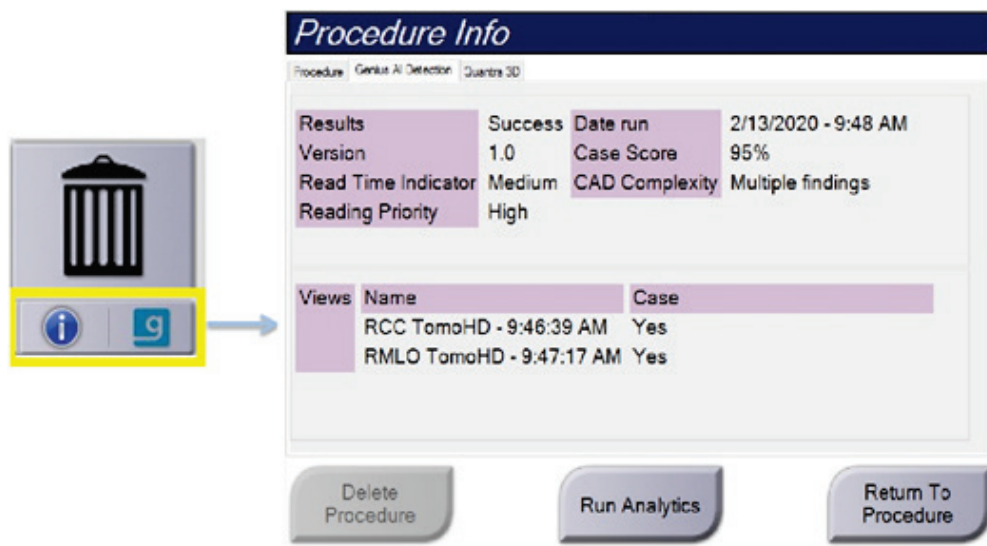 Procedure Info
Procedure Genius AI Detection Quantra 3D
Results Success Date run 2/13/2020 - 9:48 AM
Version 1.0 Case Score 95%
Read Time Indicator Medium CAD Complexity Multiple findings
Reading Priority High
Views Name Case
RCC TomoHD - 9:46:39 AM Yes
RMLO TomoHD - 9:47:17 AM Yes
i g
Delete Procedure Run Analytics Return To Procedure